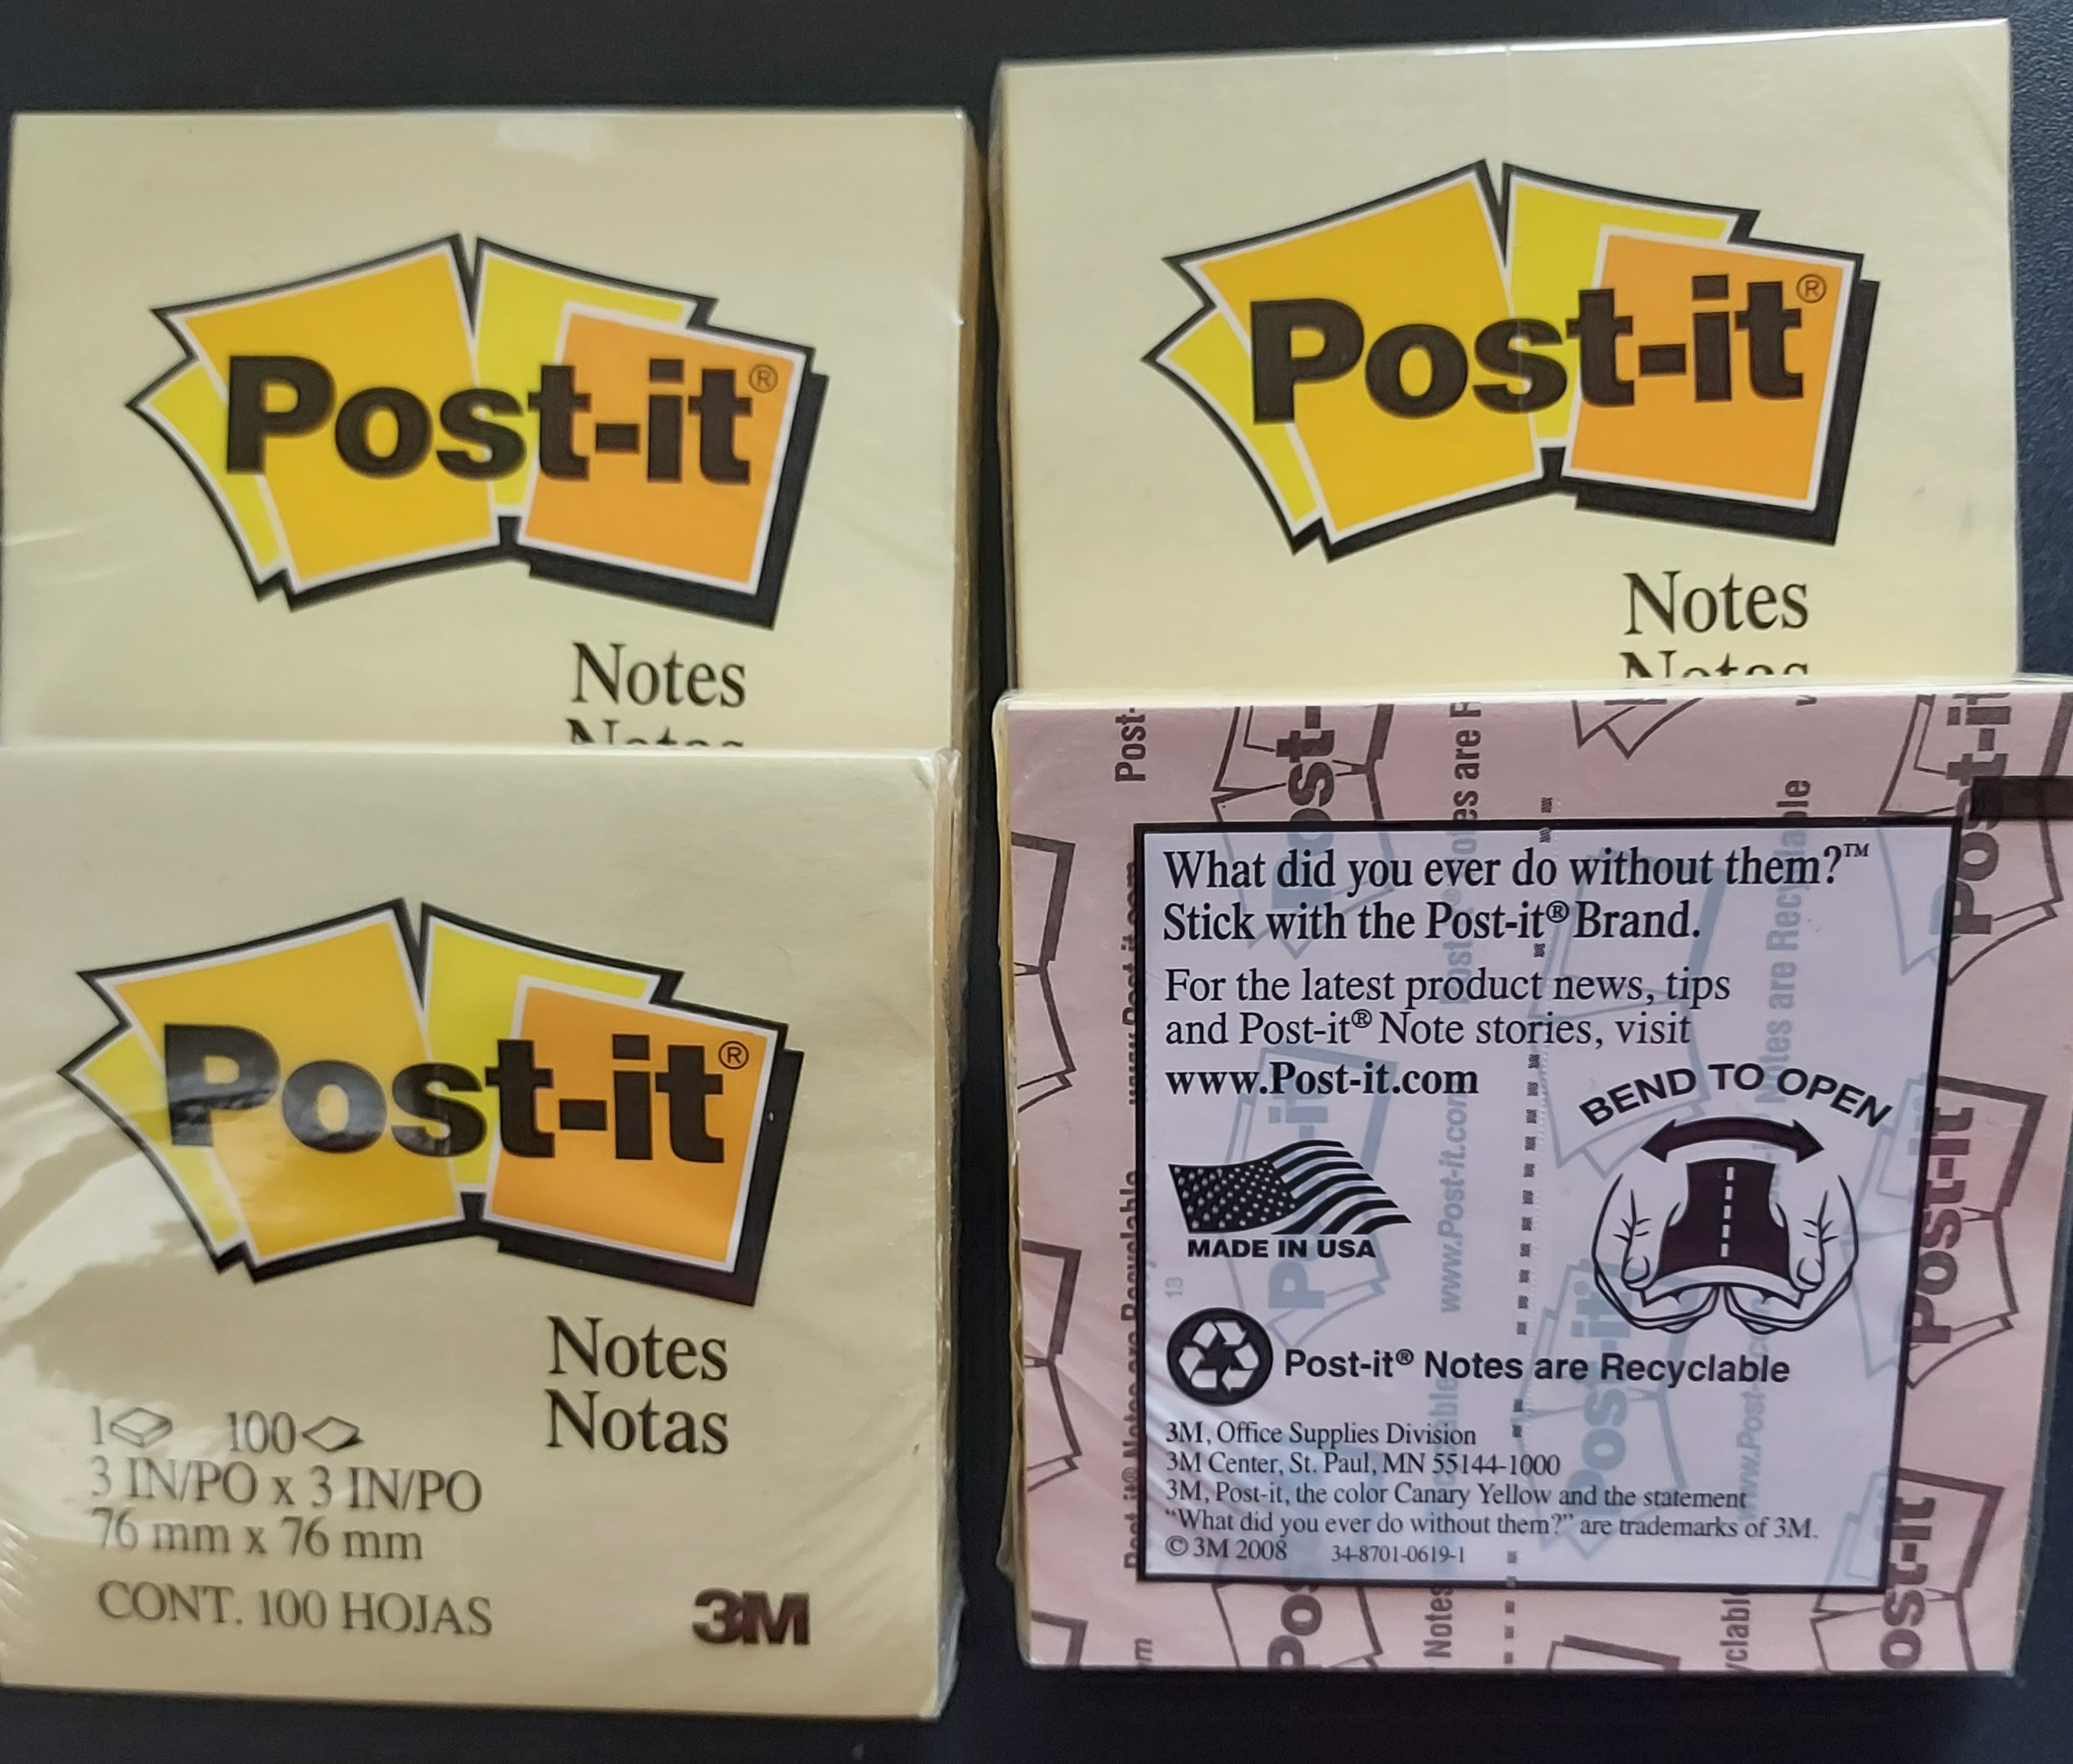 Post-it®
Notes
Notas
Post-it®
Notes
Notas
Post-it®
Notes
Notas
1 100
3 IN/PO x 3 IN/PO
76 mm x 76 mm
CONT. 100 HOJAS
3M
What did you ever do without them?™
Stick with the Post-it® Brand.
For the latest product news, tips
and Post-it® Note stories, visit
www.Post-it.com
BEND TO OPEN
MADE IN USA
13
Post-it® Notes are Recyclable
3M, Office Supplies Division
3M Center, St. Paul, MN 55144-1000
3M, Post-it, the color Canary Yellow and the statement
"What did you ever do without them?" are trademarks of 3M.
© 3M 2008 34-8701-0619-1